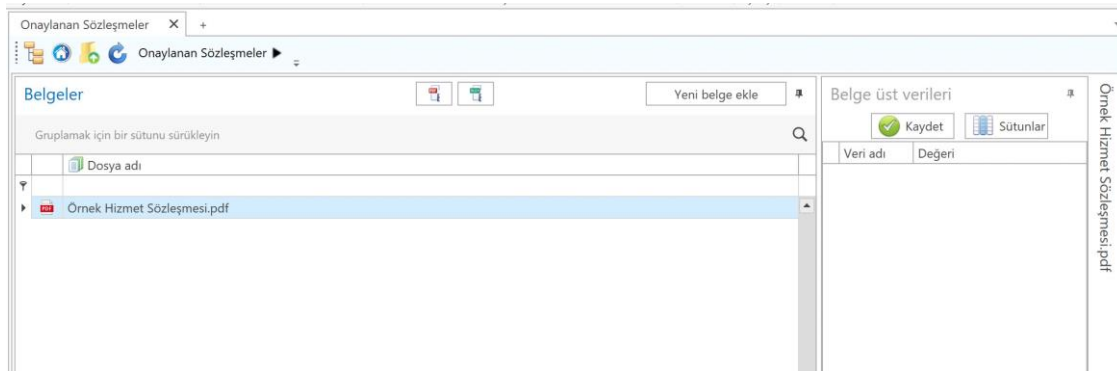 Onaylanan Sözleşmeler
Onaylanan Sözleşmeler
Belgeler
Yeni belge ekle
Gruplamak için bir sütunu sürükleyin
Dosya adı
PDF Örnek Hizmet Sözleşmesi.pdf
Belge üst verileri
Kaydet Sütunlar
Veri adı Değeri
Örnek Hizmet Sözleşmesi.pdf